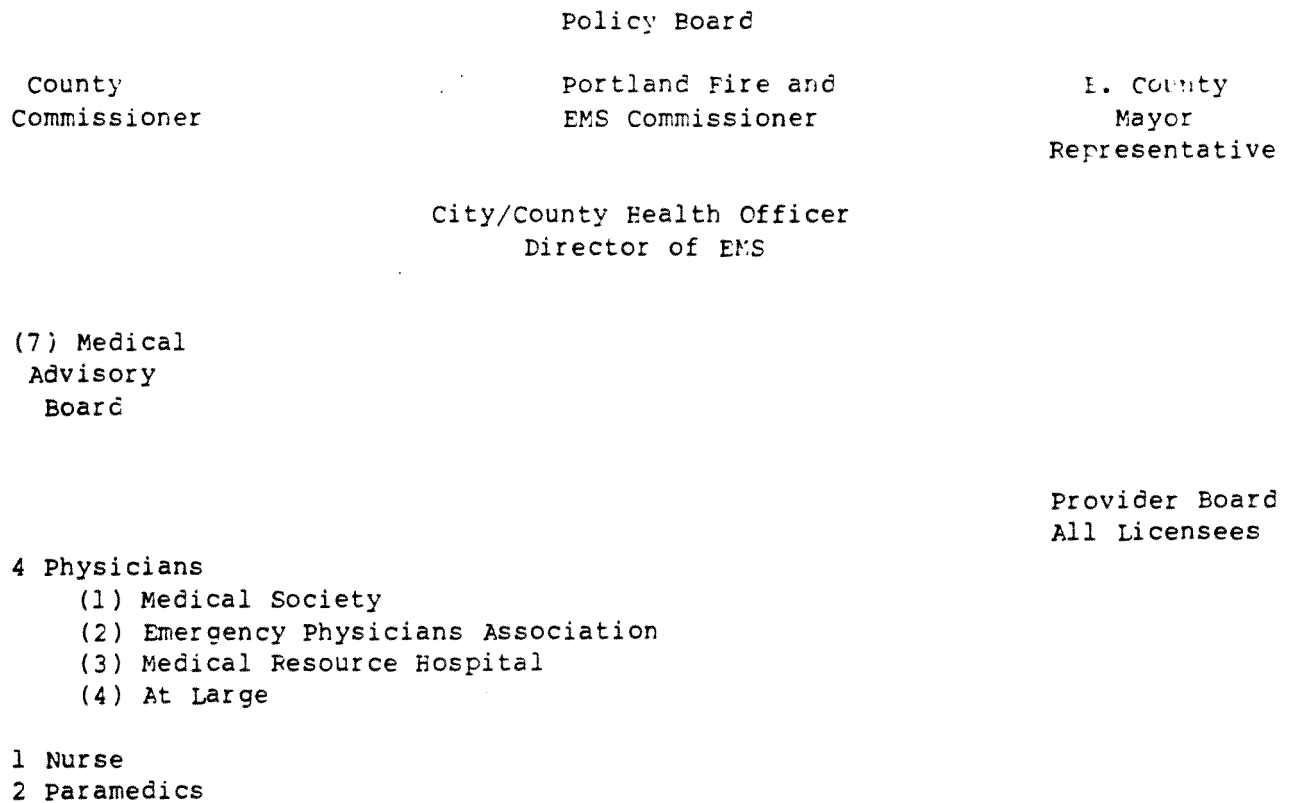 Policy Board
County
Commissioner
Portland Fire and
EMS Commissioner
E. County
Mayor
Representative
City/County Health Officer
Director of EMS
(7) Medical
Advisory
Board
Provider Board
All Licensees
4 Physicians
(1) Medical Society
(2) Emergency Physicians Association
(3) Medical Resource Hospital
(4) At Large
1 Nurse
2 Paramedics